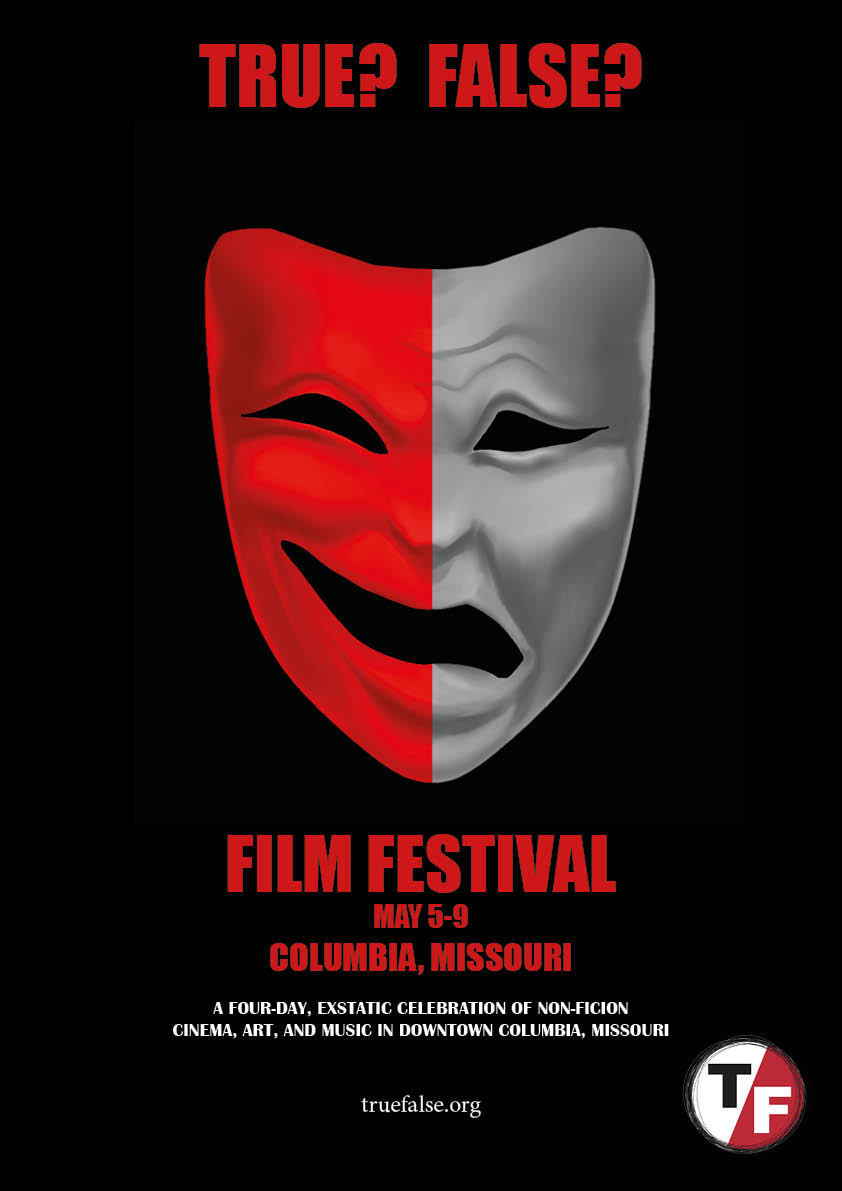 TRUE? FALSE?
FILM FESTIVAL
MAY 5-9
COLUMBIA, MISSOURI
A FOUR-DAY, EXSTATIC CELEBRATION OF NON-FICION
CINEMA, ART, AND MUSIC IN DOWNTOWN COLUMBIA, MISSOURI
truefalse.org
T/F